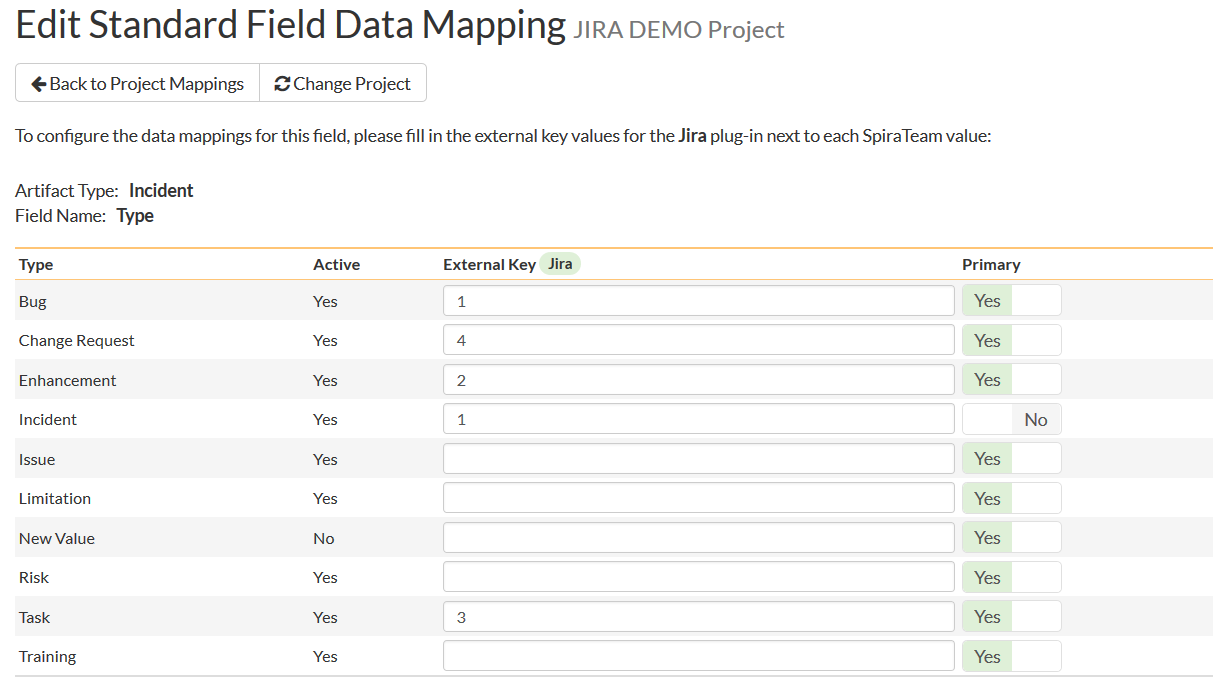 Edit Standard Field Data Mapping JIRA DEMO Project
Back to Project Mappings Change Project
To configure the data mappings for this field, please fill in the external key values for the Jira plug-in next to each SpiraTeam value:
Artifact Type: Incident
Field Name: Type
Type Active External Key Jira Primary
Bug Yes 1 Yes
Change Request Yes 4 Yes
Enhancement Yes 2 Yes
Incident Yes 1 No
Issue Yes Yes
Limitation Yes Yes
New Value No Yes
Risk Yes Yes
Task Yes 3 Yes
Training Yes Yes